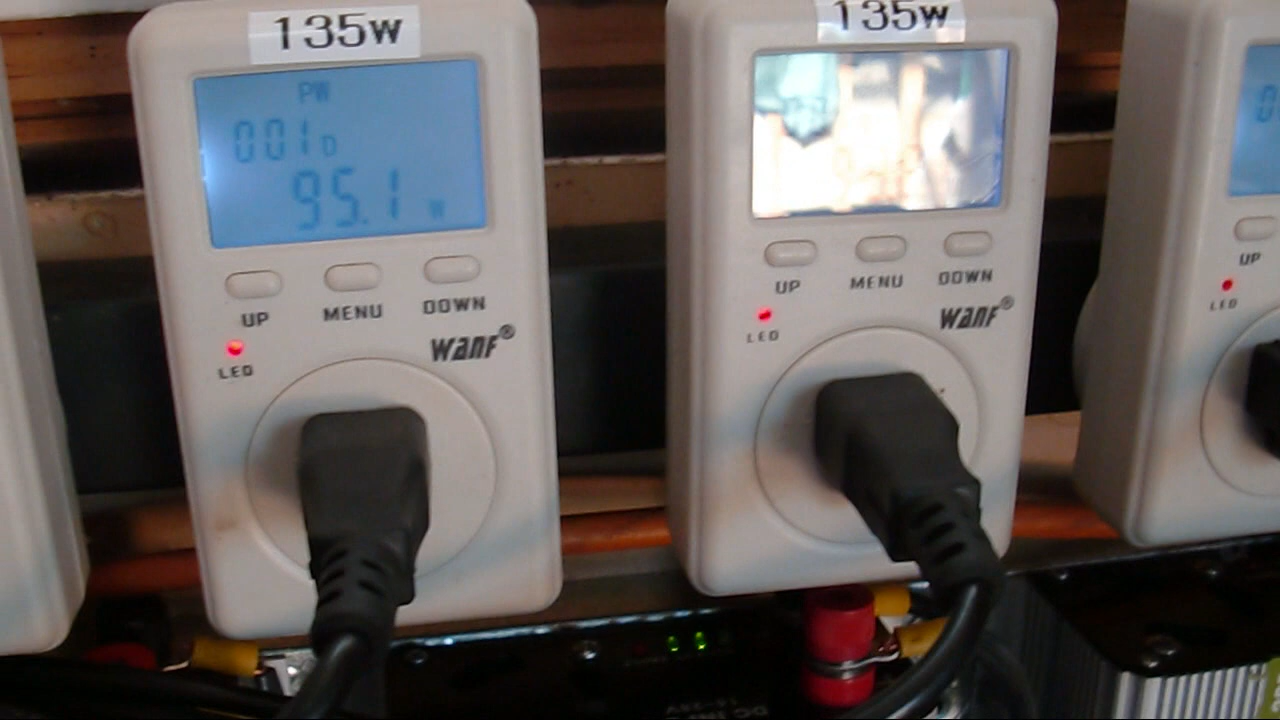 135W
PW
001D
95.1 W
UP
MENU
DOWN
LED
WANF®
135W
UP
MENU
DOWN
LED
WANF®
UP
LED